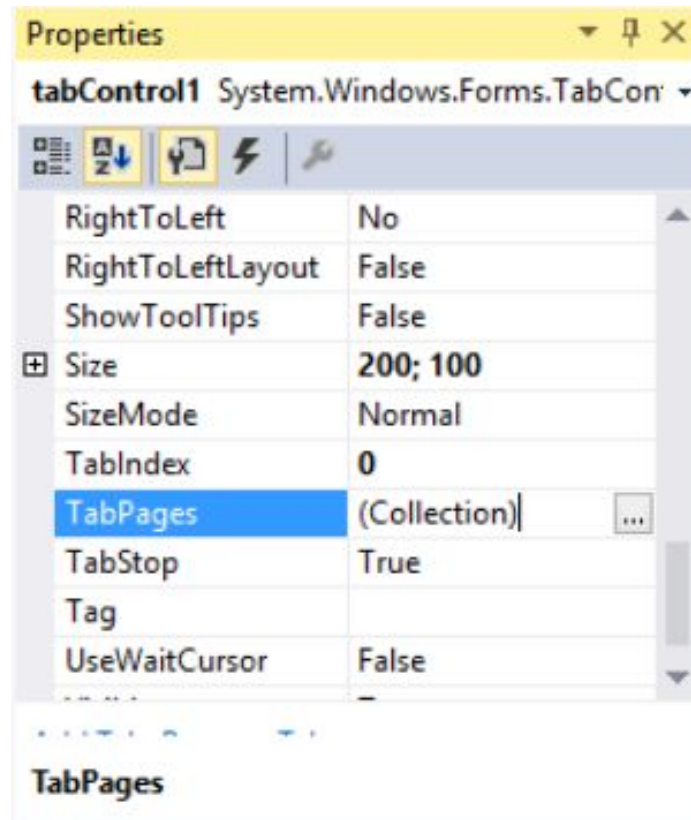 Properties
tabControl1 System.Windows.Forms.TabCon
RightToLeft No
RightToLeftLayout False
ShowToolTips False
Size 200; 100
SizeMode Normal
TabIndex 0
TabPages (Collection) ...
TabStop True
Tag
UseWaitCursor False
TabPages